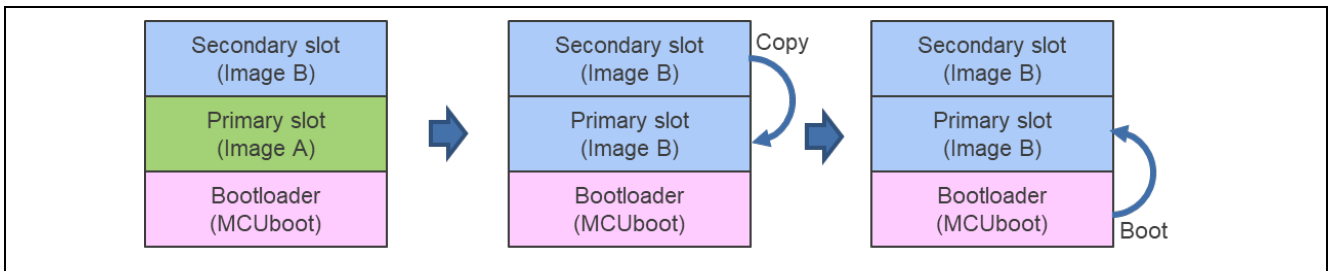 Secondary slot
(Image B)
Primary slot
(Image A)
Bootloader
(MCUboot)
Secondary slot
(Image B)
Copy
Primary slot
(Image B)
Bootloader
(MCUboot)
Secondary slot
(Image B)
Primary slot
(Image B)
Bootloader
(MCUboot)
Boot